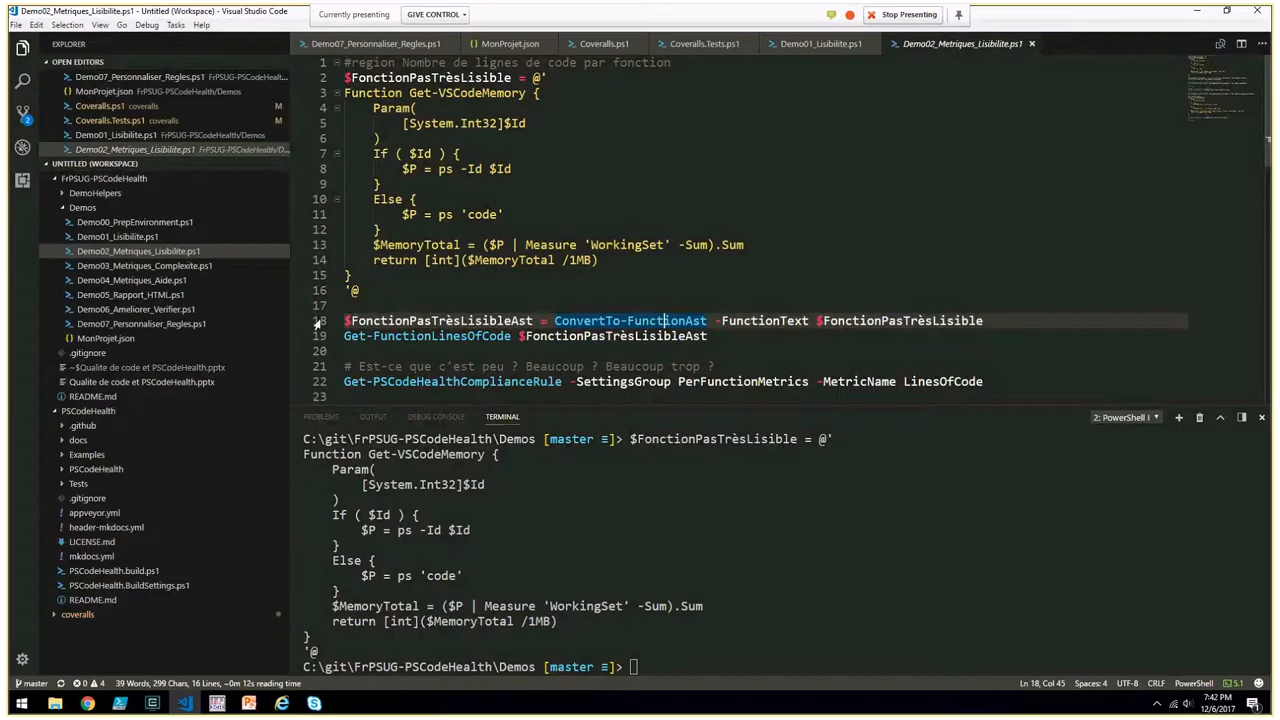 Demo02_Metriques_Lisibilite.ps1 - Untitled (Workspace) - Visual Studio Code
Currently presenting
GIVE CONTROL
Stop Presenting
File Edit Selection View Go Debug Tasks Help
EXPLORER
OPEN EDITORS
Demo07_Personnaliser_Regles.ps1 FrPSUG-PSCodeHealth/...
MonProjet.json FrPSUG-PSCodeHealth/Demos
Coveralls.ps1 coveralls M
Coveralls.Tests.ps1 coveralls M
Demo01_Lisibilite.ps1 FrPSUG-PSCodeHealth/Demos
Demo02_Metriques_Lisibilite.ps1 FrPSUG-PSCodeHealth/D...
UNTITLED (WORKSPACE)
FrPSUG-PSCodeHealth
DemoHelpers
Demos
Demo00_PrepEnvironment.ps1
Demo01_Lisibilite.ps1
Demo02_Metriques_Lisibilite.ps1
Demo03_Metriques_Complexite.ps1
Demo04_Metriques_Aide.ps1
Demo05_Rapport_HTML.ps1
Demo06_Ameliorer_Verifier.ps1
Demo07_Personnaliser_Regles.ps1
MonProjet.json
.gitignore
~$Qualite de code et PSCodeHealth.pptx
Qualite de code et PSCodeHealth.pptx
README.md
PSCodeHealth
.github
docs
Examples
PSCodeHealth
Tests
.gitignore
appveyor.yml
header-mkdocs.yml
LICENSE.md
mkdocs.yml
PSCodeHealth.build.ps1
PSCodeHealth.BuildSettings.ps1
README.md
coveralls
2
Demo07_Personnaliser_Regles.ps1 MonProjet.json Coveralls.ps1 Coveralls.Tests.ps1 Demo01_Lisibilite.ps1 Demo02_Metriques_Lisibilite.ps1
1 #region Nombre de lignes de code par fonction
2 $FonctionPasTrèsLisible = @'
3 Function Get-VSCodeMemory {
4 Param(
5 [System.Int32]$Id
6 )
7 If ( $Id ) {
8 $P = ps -Id $Id
9 }
10 Else {
11 $P = ps 'code'
12 }
13 $MemoryTotal = ($P | Measure 'WorkingSet' -Sum).Sum
14 return [int]($MemoryTotal /1MB)
15 }
16 '@
17
18 $FonctionPasTrèsLisibleAst = ConvertTo-FunctionAst -FunctionText $FonctionPasTrèsLisible
19 Get-FunctionLinesOfCode $FonctionPasTrèsLisibleAst
20
21 # Est-ce que c'est peu ? Beaucoup ? Beaucoup trop ?
22 Get-PSCodeHealthComplianceRule -SettingsGroup PerFunctionMetrics -MetricName LinesOfCode
23
PROBLEMS OUTPUT DEBUG CONSOLE TERMINAL
2: PowerShell I
C:\git\FrPSUG-PSCodeHealth\Demos [master ≡]> $FonctionPasTrèsLisible = @'
Function Get-VSCodeMemory {
Param(
[System.Int32]$Id
)
If ( $Id ) {
$P = ps -Id $Id
}
Else {
$P = ps 'code'
}
$MemoryTotal = ($P | Measure 'WorkingSet' -Sum).Sum
return [int]($MemoryTotal /1MB)
}
'@
C:\git\FrPSUG-PSCodeHealth\Demos [master ≡]>
master 0 4 39 Words, 299 Chars, 16 Lines, ~0m 12s reading time
Ln 18, Col 45 Spaces: 4 UTF-8 CRLF PowerShell 5.1
7:42 PM
12/6/2017